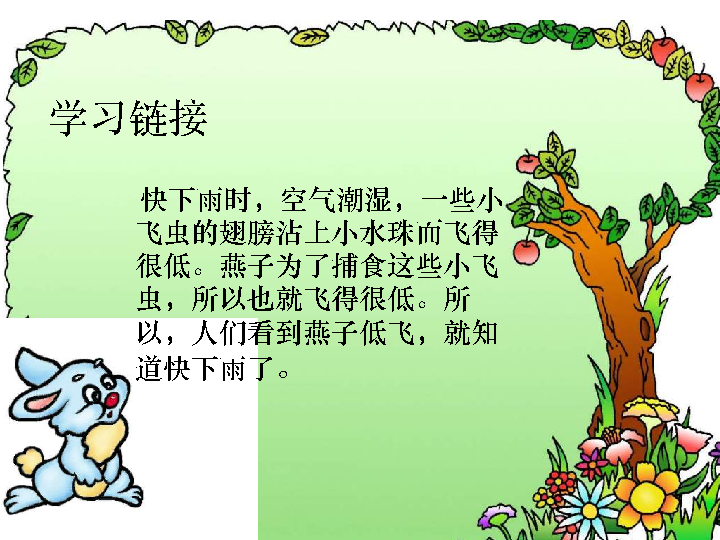 学习链接
快下雨时，空气潮湿，一些小
飞虫的翅膀沾上小水珠而飞得
很低。燕子为了捕食这些小飞
虫，所以也就飞得很低。所
以，人们看到燕子低飞，就知
道快下雨了。